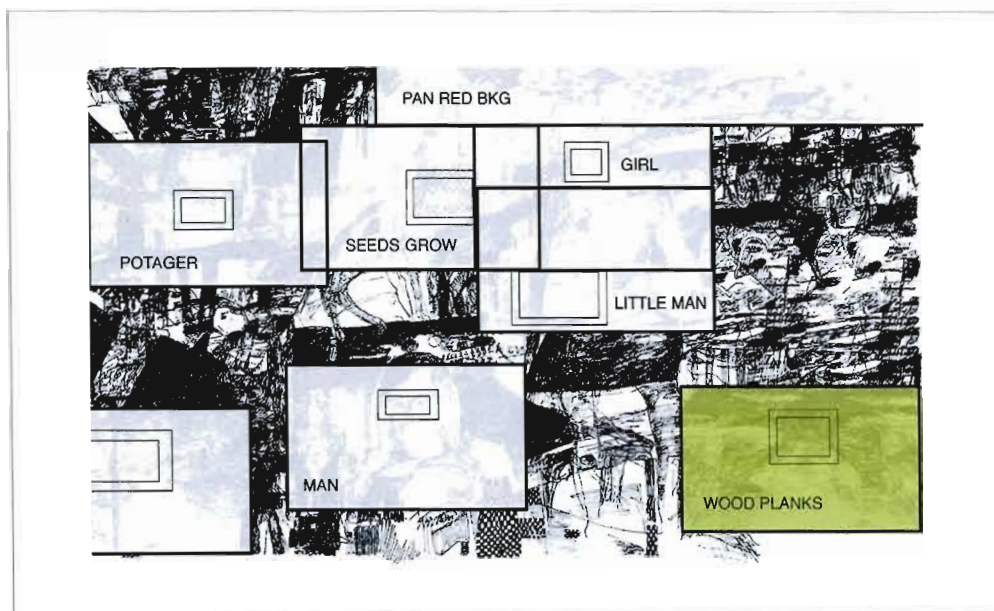 PAN RED BKG
GIRL
SEEDS GROW
POTAGER
LITTLE MAN
MAN
WOOD PLANKS